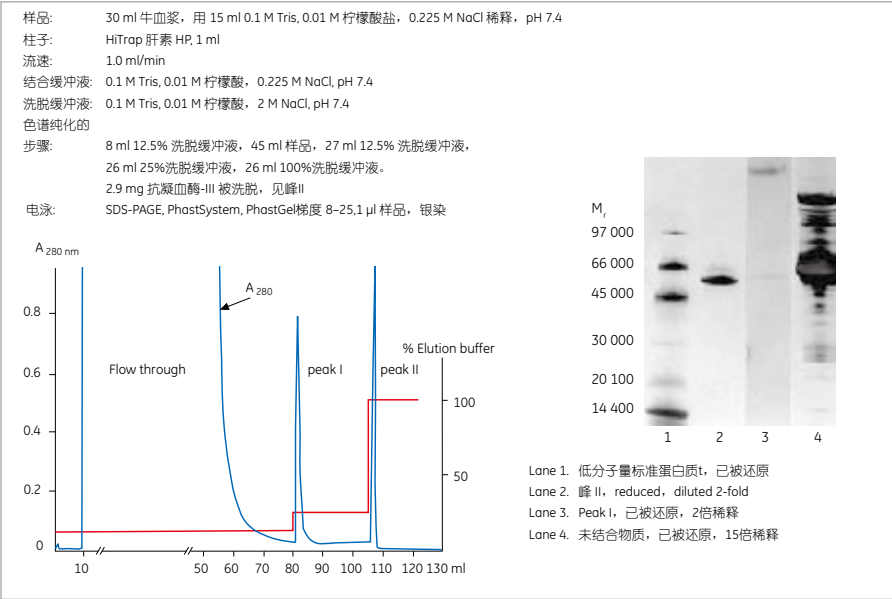 样品: 30 ml 牛血浆，用 15 ml 0.1 M Tris, 0.01 M 柠檬酸盐，0.225 M NaCl 稀释，pH 7.4
柱子: HiTrap 肝素 HP, 1 ml
流速: 1.0 ml/min
结合缓冲液: 0.1 M Tris, 0.01 M 柠檬酸，0.225 M NaCl, pH 7.4
洗脱缓冲液: 0.1 M Tris, 0.01 M 柠檬酸，2 M NaCl, pH 7.4
色谱纯化的
步骤: 8 ml 12.5% 洗脱缓冲液，45 ml 样品，27 ml 12.5% 洗脱缓冲液，
26 ml 25%洗脱缓冲液，26 ml 100%洗脱缓冲液。
2.9 mg 抗凝血酶-III 被洗脱，见峰II
电泳: SDS-PAGE, PhastSystem, PhastGel梯度 8–25,1 µl 样品，银染
A 280 nm
0.8
0.6
0.4
0.2
0
A 280
Flow through
peak I
peak II
% Elution buffer
100
50
10 50 60 70 80 90 100 110 120 130 ml
Mr
97 000
66 000
45 000
30 000
20 100
14 400
1 2 3 4
Lane 1. 低分子量标准蛋白质t，已被还原
Lane 2. 峰 II，reduced，diluted 2-fold
Lane 3. Peak I，已被还原，2倍稀释
Lane 4. 未结合物质，已被还原，15倍稀释